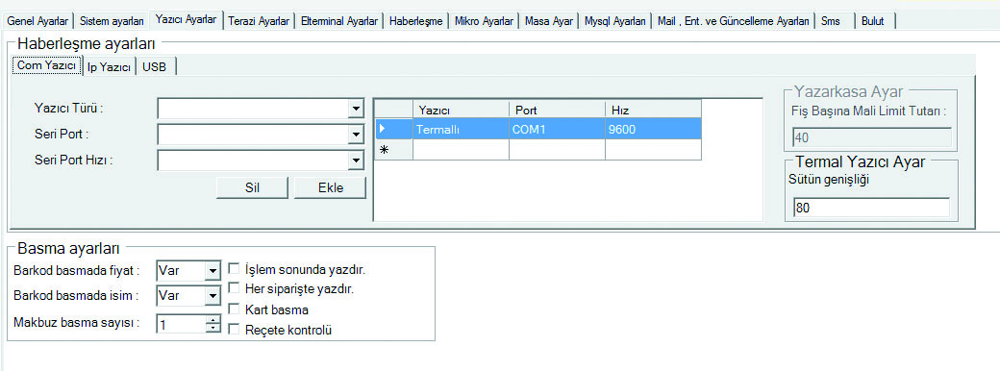 Genel Ayarlar Sistem ayarları Yazıcı Ayarlar Terazi Ayarlar Elterminal Ayarlar Haberleşme Mikro Ayarlar Masa Ayar Mysql Ayarları Mail , Ent. ve Güncelleme Ayarları Sms Bulut
Haberleşme ayarları
Com Yazıcı Ip Yazıcı USB
Yazıcı Türü :
Seri Port :
Seri Port Hızı :
Sil Ekle
Yazıcı Port Hız
Termallı COM1 9600
Yazarkasa Ayar
Fiş Başına Mali Limit Tutarı :
40
Termal Yazıcı Ayar
Sütün genişliği
80
Basma ayarları
Barkod basmada fiyat : Var İşlem sonunda yazdır.
Her siparişte yazdır.
Barkod basmada isim : Var
Kart basma
Makbuz basma sayısı : 1
Reçete kontrolü